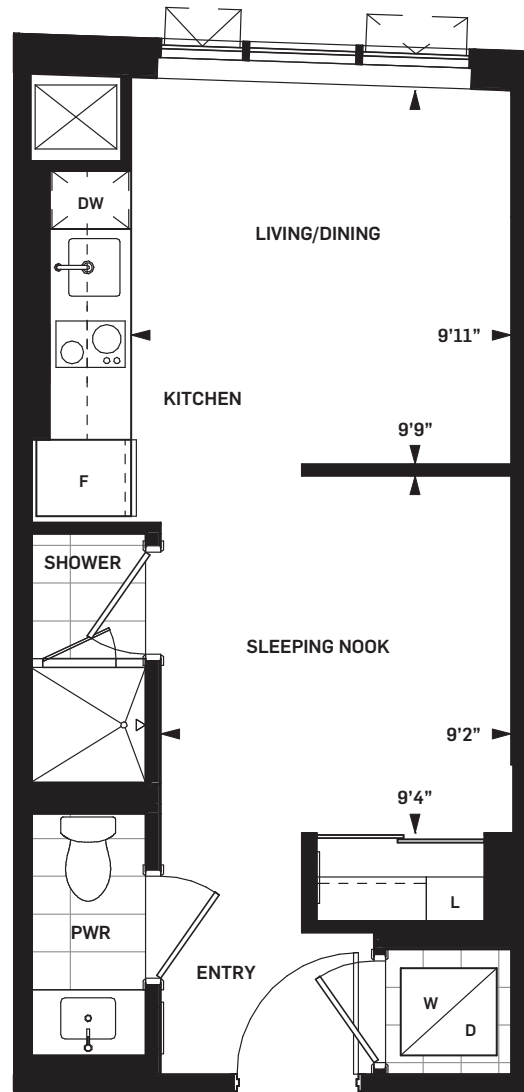 DW
LIVING/DINING
9’11”
KITCHEN
9’9”
F
SHOWER
SLEEPING NOOK
9’2”
9’4”
L
PWR
ENTRY
W
D